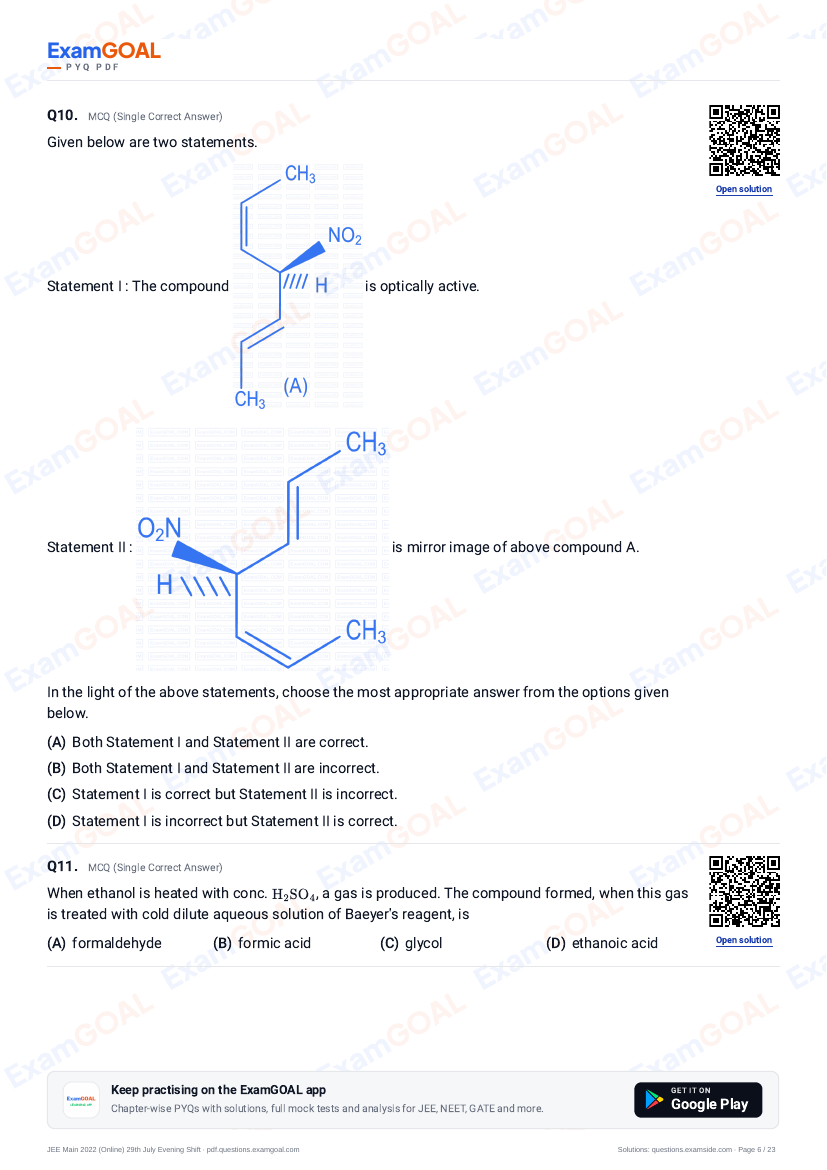 ExamGOAL
PYQ PDF
Q10. MCQ (Single Correct Answer)
Given below are two statements.
Open solution
CH₃
NO₂
Statement I : The compound H is optically active.
CH₃ (A)
CH₃
O₂N
Statement II : is mirror image of above compound A.
H
CH₃
In the light of the above statements, choose the most appropriate answer from the options given
below.
(A) Both Statement I and Statement II are correct.
(B) Both Statement I and Statement II are incorrect.
(C) Statement I is correct but Statement II is incorrect.
(D) Statement I is incorrect but Statement II is correct.
Q11. MCQ (Single Correct Answer)
When ethanol is heated with conc. H₂SO₄, a gas is produced. The compound formed, when this gas
is treated with cold dilute aqueous solution of Baeyer's reagent, is
Open solution
(A) formaldehyde (B) formic acid (C) glycol (D) ethanoic acid
ExamGOAL
Keep practising on the ExamGOAL app
Chapter-wise PYQs with solutions, full mock tests and analysis for JEE, NEET, GATE and more.
GET IT ON
Google Play
JEE Main 2022 (Online) 29th July Evening Shift · pdf.questions.examgoal.com
Solutions: questions.examside.com · Page 6 / 23